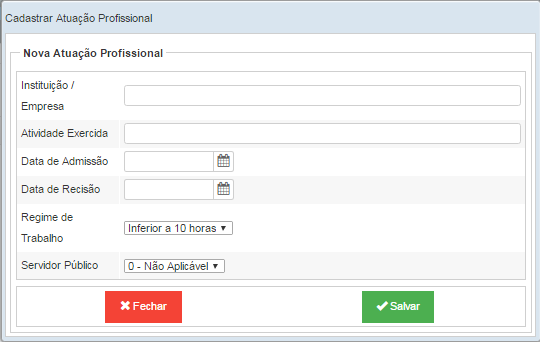 Cadastrar Atuação Profissional
Nova Atuação Profissional
Instituição /
Empresa
Atividade Exercida
Data de Admissão
Data de Recisão
Regime de
Trabalho
Inferior a 10 horas
Servidor Público
0 - Não Aplicável
Fechar
Salvar